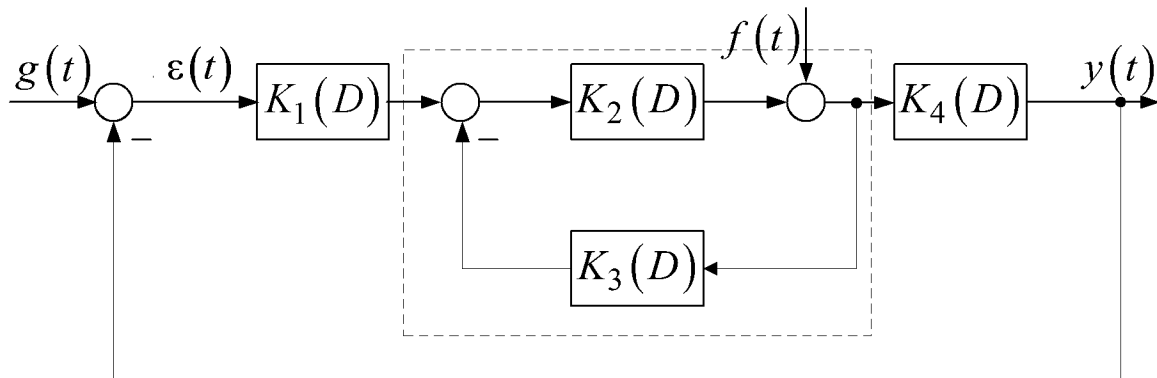 f(t)
g(t) ε(t) y(t)
K₁(D) K₂(D) K₄(D)
− −
K₃(D)